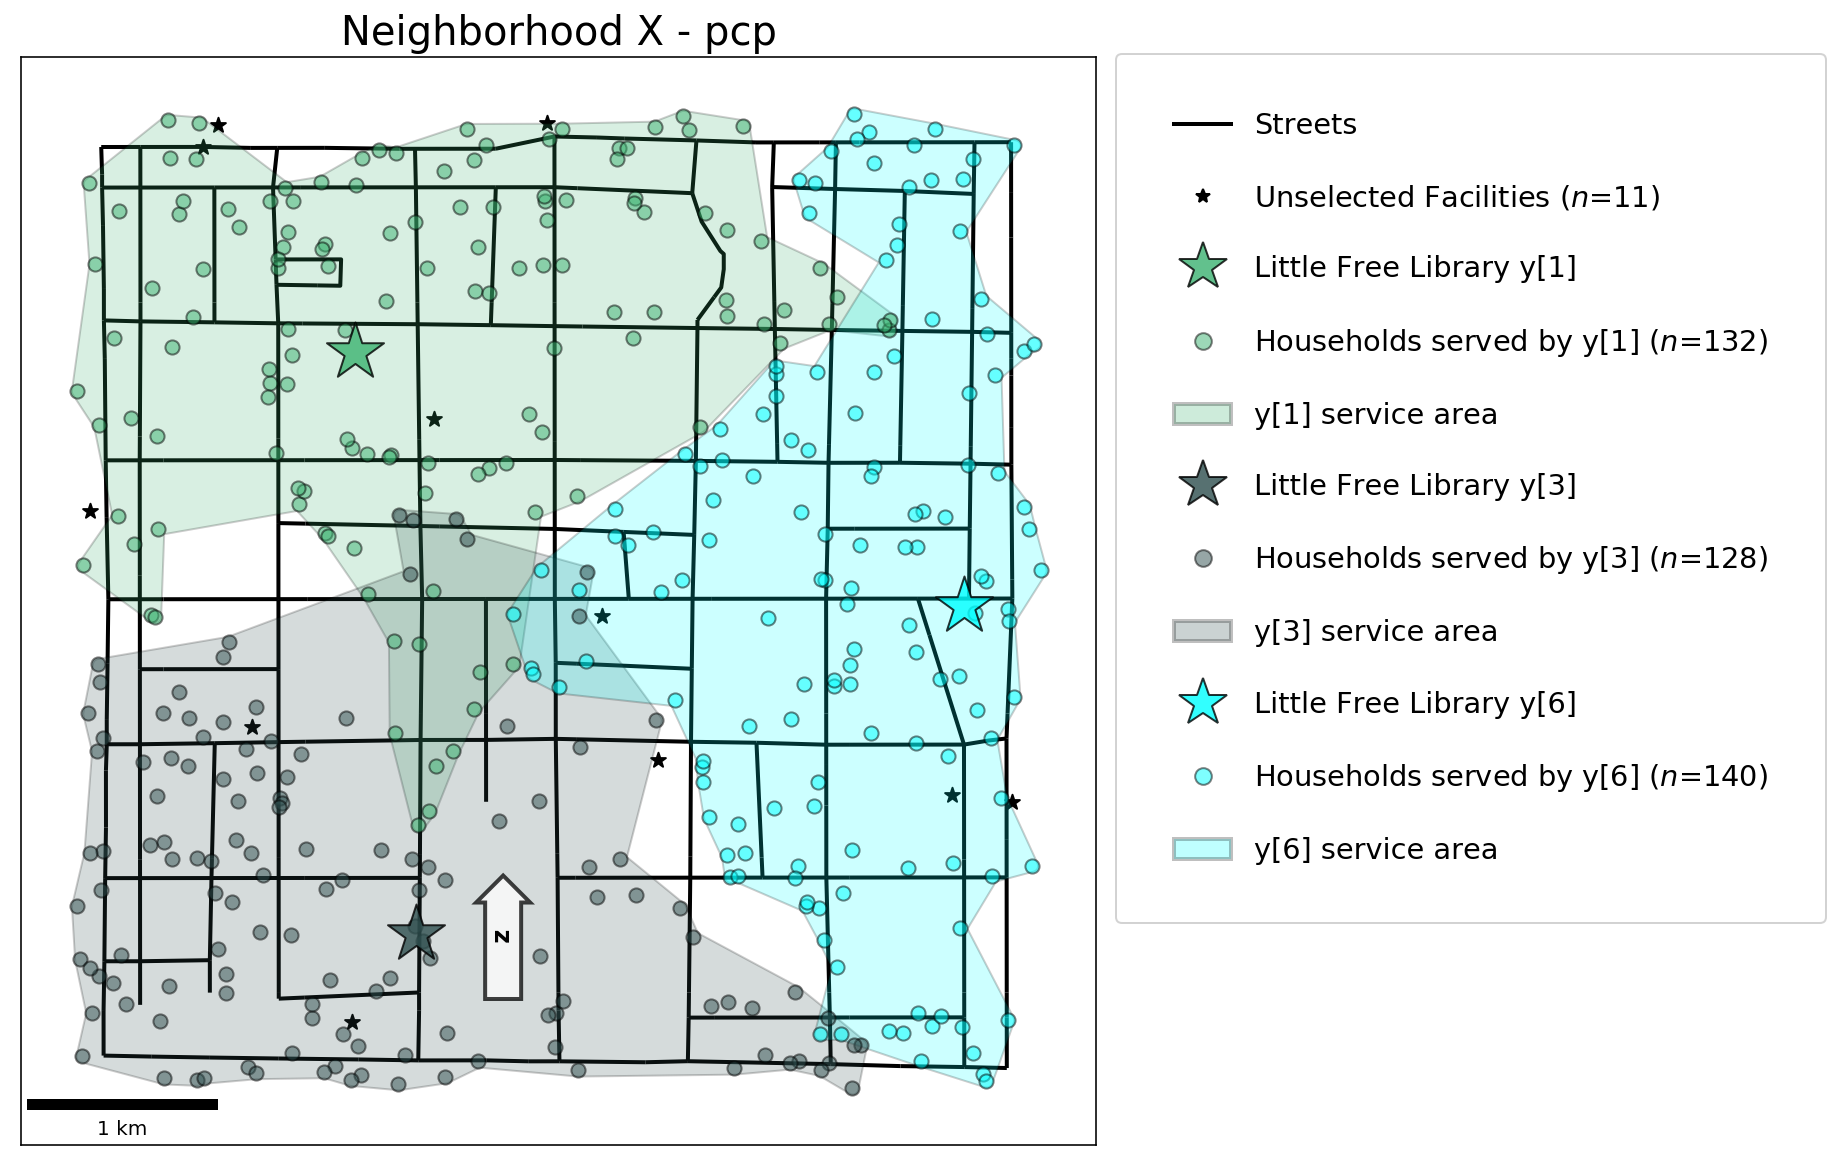 Neighborhood X - pcp
Streets
Unselected Facilities (n=11)
Little Free Library y[1]
Households served by y[1] (n=132)
y[1] service area
Little Free Library y[3]
Households served by y[3] (n=128)
y[3] service area
Little Free Library y[6]
Households served by y[6] (n=140)
y[6] service area
N
1 km